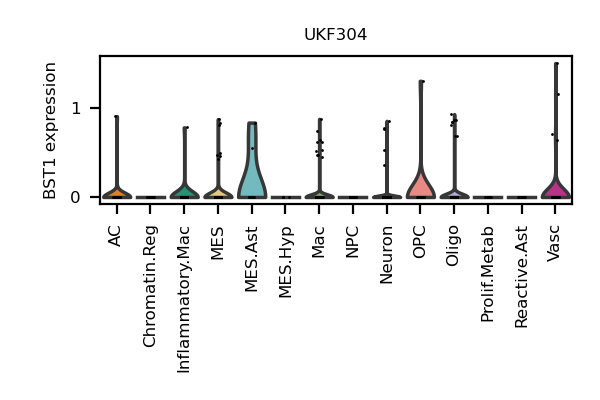 UKF304
BST1 expression
1
0
AC
Chromatin.Reg
Inflammatory.Mac
MES
MES.Ast
MES.Hyp
Mac
NPC
Neuron
OPC
Oligo
Prolif.Metab
Reactive.Ast
Vasc